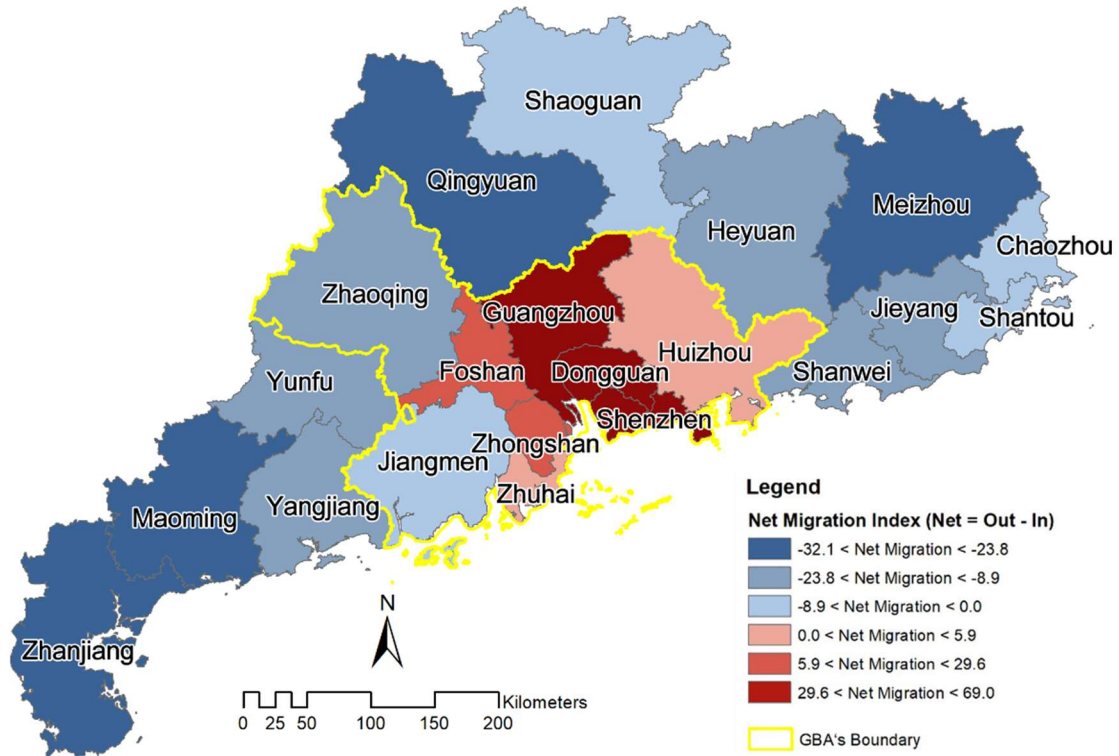 Shaoguan
Qingyuan
Meizhou
Heyuan
Chaozhou
Zhaoqing
Jieyang
Guangzhou
Shantou
Huizhou
Foshan
Dongguan
Shanwei
Yunfu
Shenzhen
Zhongshan
Jiangmen
Zhuhai
Yangjiang
Maoming
Zhanjiang
N
Kilometers
0 25 50 100 150 200
Legend
Net Migration Index (Net = Out - In)
-32.1 < Net Migration < -23.8
-23.8 < Net Migration < -8.9
-8.9 < Net Migration < 0.0
0.0 < Net Migration < 5.9
5.9 < Net Migration < 29.6
29.6 < Net Migration < 69.0
GBA's Boundary